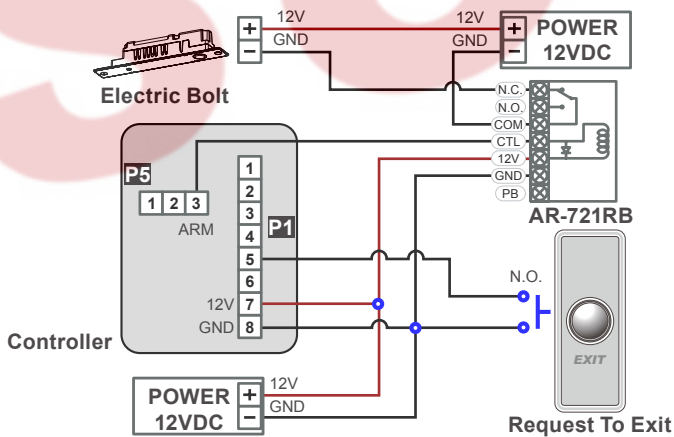 12V
GND
12V
GND
+
−
+
−
POWER
12VDC
Electric Bolt
N.C.
N.O.
COM
CTL
12V
GND
PB
AR-721RB
P5
1 2 3
ARM
P1
1
2
3
4
5
6
12V 7
GND 8
Controller
N.O.
EXIT
Request To Exit
POWER
12VDC
+
−
12V
GND